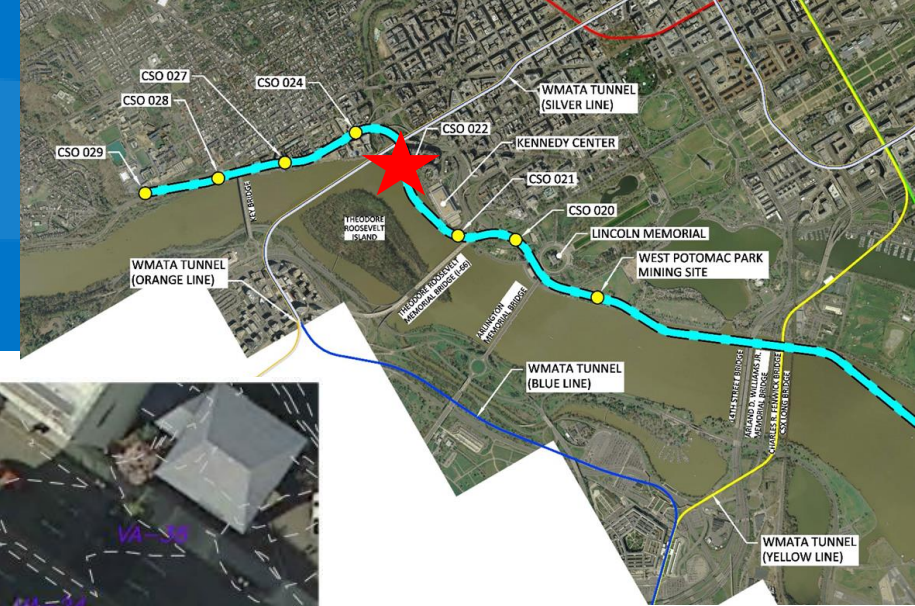 CSO 027
CSO 024
CSO 028
CSO 029
CSO 022
WMATA TUNNEL
(SILVER LINE)
KENNEDY CENTER
CSO 021
CSO 020
KEY BRIDGE
THEODORE
ROOSEVELT
ISLAND
LINCOLN MEMORIAL
WEST POTOMAC PARK
MINING SITE
WMATA TUNNEL
(ORANGE LINE)
THEODORE ROOSEVELT
MEMORIAL BRIDGE (I-66)
ARLINGTON
MEMORIAL BRIDGE
WMATA TUNNEL
(BLUE LINE)
14TH STREET BRIDGE
ARLAND D. WILLIAMS JR.
MEMORIAL BRIDGE
CHARLES R. FENWICK BRIDGE
CSX LONG BRIDGE
WMATA TUNNEL
(YELLOW LINE)